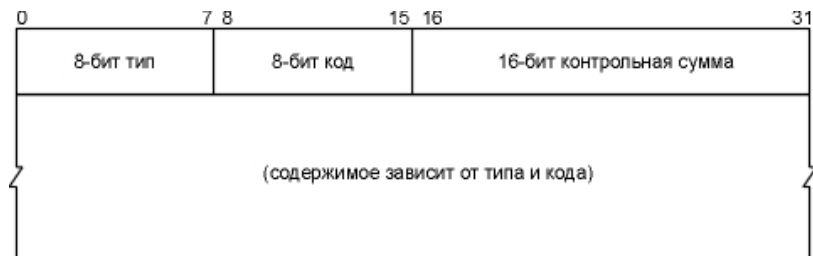 0 7 8 15 16 31
8-бит тип 8-бит код 16-бит контрольная сумма
(содержимое зависит от типа и кода)